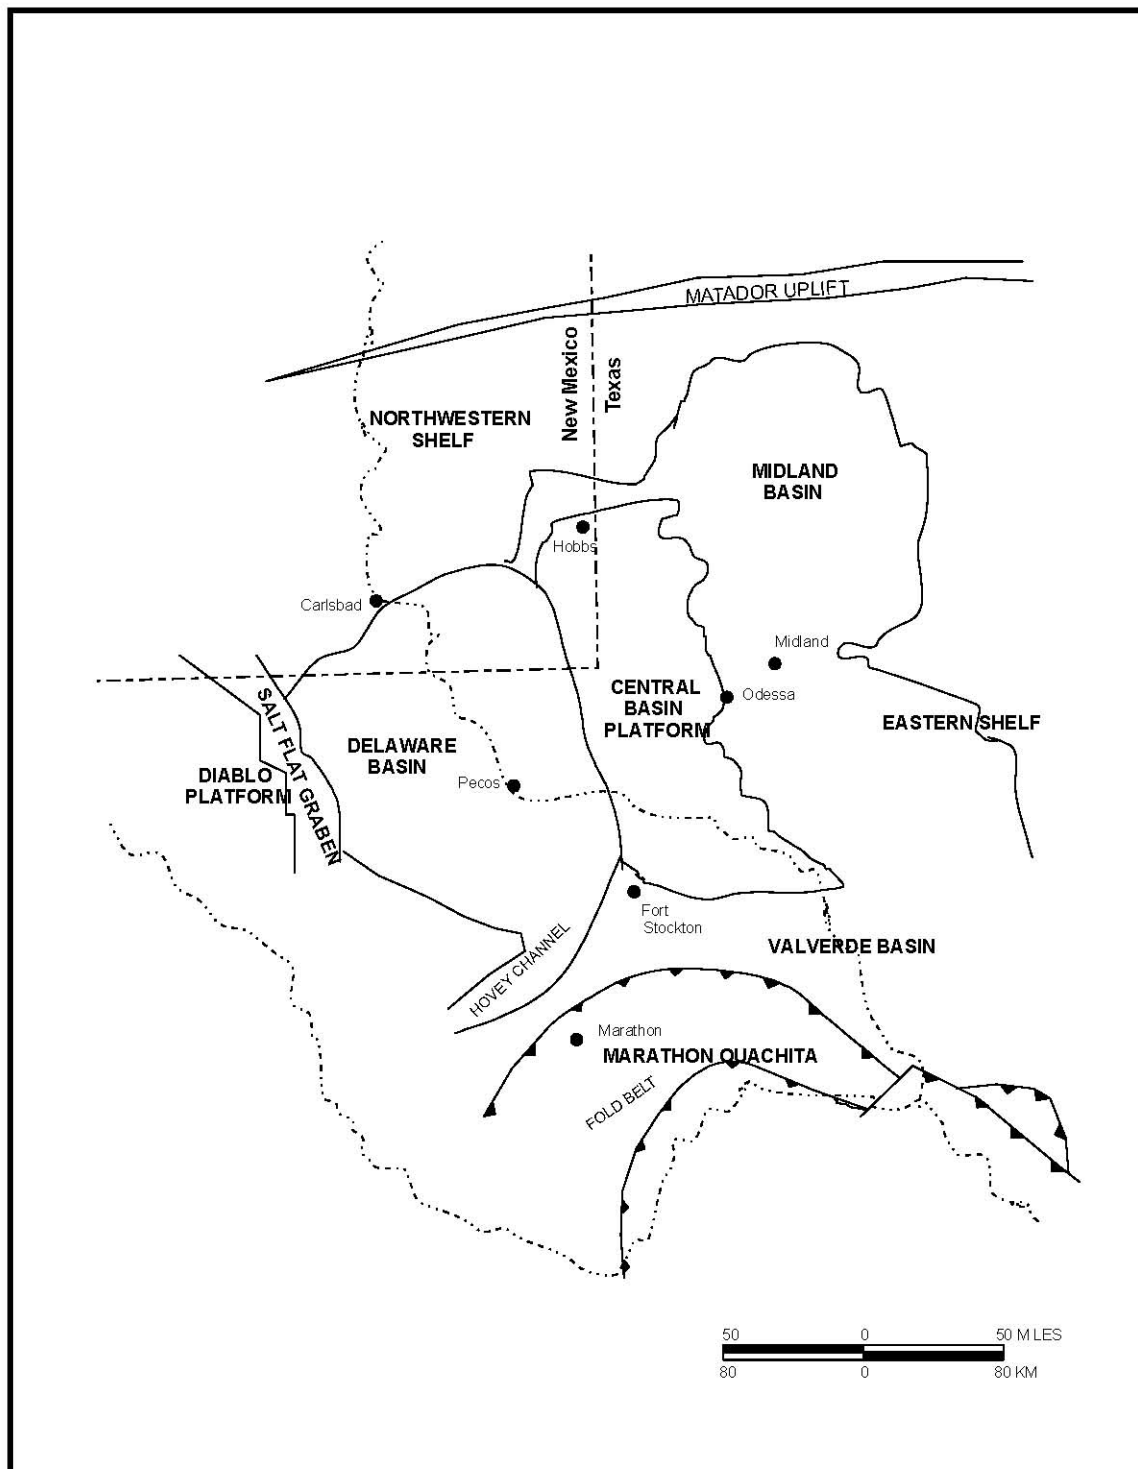 MATADOR UPLIFT
New Mexico
Texas
NORTHWESTERN
SHELF
MIDLAND
BASIN
Hobbs
Carlsbad
Midland
Odessa
CENTRAL
BASIN
PLATFORM
EASTERN SHELF
SALT FLAT GRABEN
DELAWARE
BASIN
DIABLO
PLATFORM
Pecos
Fort
Stockton
HOVEY CHANNEL
VALVERDE BASIN
Marathon
MARATHON OUACHITA
FOLD BELT
50 0 50 M LES
80 0 80 KM